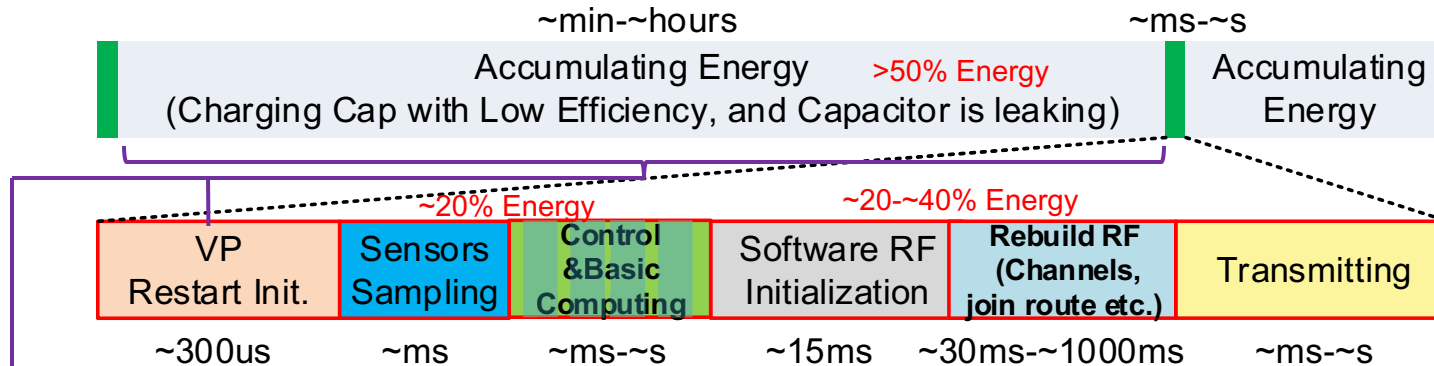 ~min-~hours
~ms-~s
Accumulating Energy >50% Energy
(Charging Cap with Low Efficiency, and Capacitor is leaking)
Accumulating
Energy
~20% Energy
~20-~40% Energy
VP
Restart Init.
Sensors
Sampling
Control
&Basic
Computing
Software RF
Initialization
Rebuild RF
(Channels,
join route etc.)
Transmitting
~300us
~ms
~ms-~s
~15ms
~30ms-~1000ms
~ms-~s